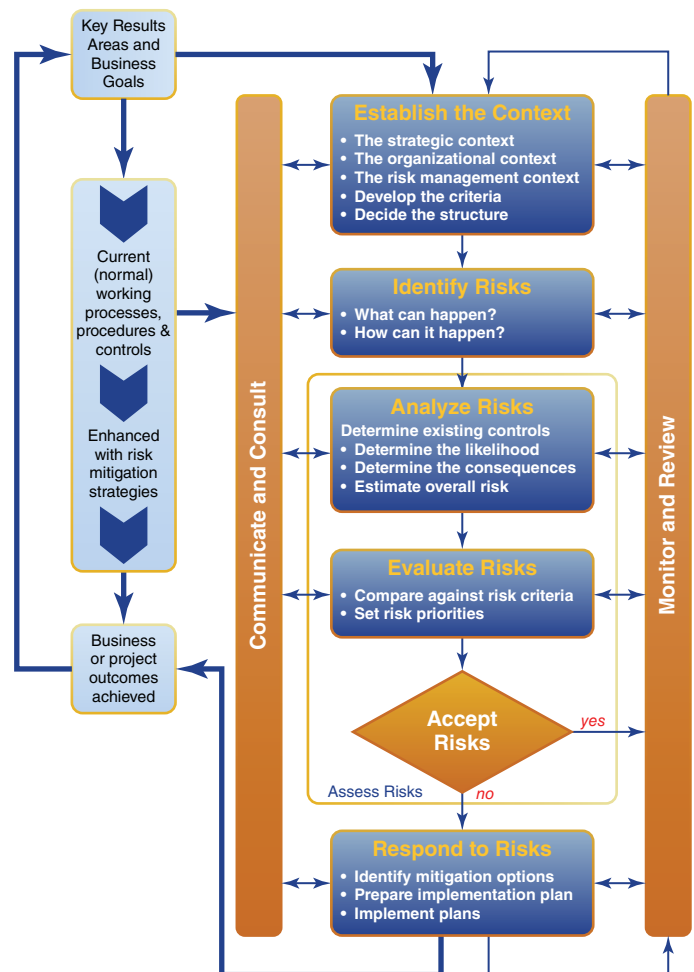 Key Results
Areas and
Business
Goals
Current
(normal)
working
processes,
procedures &
controls
Enhanced
with risk
mitigation
strategies
Business
or project
outcomes
achieved
Communicate and Consult
Establish the Context
• The strategic context
• The organizational context
• The risk management context
• Develop the criteria
• Decide the structure
Identify Risks
• What can happen?
• How can it happen?
Analyze Risks
Determine existing controls
• Determine the likelihood
• Determine the consequences
• Estimate overall risk
Evaluate Risks
• Compare against risk criteria
• Set risk priorities
Accept
Risks
yes
no
Assess Risks
Respond to Risks
• Identify mitigation options
• Prepare implementation plan
• Implement plans
Monitor and Review